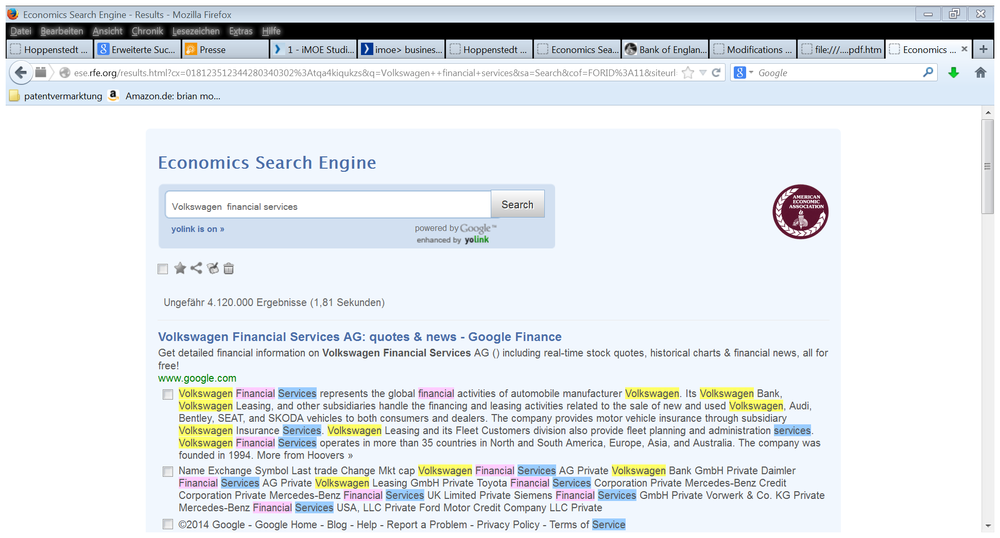 Economics Search Engine - Results - Mozilla Firefox
Datei Bearbeiten Ansicht Chronik Lesezeichen Extras Hilfe
Hoppenstedt ... Erweiterte Suc... Presse 1 - iMOE Studi... imoe> busines... Hoppenstedt ... Economics Sea... Bank of Englan... Modifications ... file:///....pdf.htm Economics ...
ese.rfe.org/results.html?cx=018123512344280340302%3Atqa4kiqukzs&q=Volkswagen++financial+services&sa=Search&cof=FORID%3A11&siteurl= Google
patentvermarktung Amazon.de: brian mo...
Economics Search Engine
Volkswagen  financial services Search
AMERICAN
ECONOMIC
ASSOCIATION
yolink is on » powered by Google™
enhanced by yolink
Ungefähr 4.120.000 Ergebnisse (1,81 Sekunden)
Volkswagen Financial Services AG: quotes & news - Google Finance
Get detailed financial information on Volkswagen Financial Services AG () including real-time stock quotes, historical charts & financial news, all for
free!
www.google.com
Volkswagen Financial Services represents the global financial activities of automobile manufacturer Volkswagen. Its Volkswagen Bank,
Volkswagen Leasing, and other subsidiaries handle the financing and leasing activities related to the sale of new and used Volkswagen, Audi,
Bentley, SEAT, and SKODA vehicles to both consumers and dealers. The company provides motor vehicle insurance through subsidiary
Volkswagen Insurance Services. Volkswagen Leasing and its Fleet Customers division also provide fleet planning and administration services.
Volkswagen Financial Services operates in more than 35 countries in North and South America, Europe, Asia, and Australia. The company was
founded in 1994. More from Hoovers »
Name Exchange Symbol Last trade Change Mkt cap Volkswagen Financial Services AG Private Volkswagen Bank GmbH Private Daimler
Financial Services AG Private Volkswagen Leasing GmbH Private Toyota Financial Services Corporation Private Mercedes-Benz Credit
Corporation Private Mercedes-Benz Financial Services UK Limited Private Siemens Financial Services GmbH Private Vorwerk & Co. KG Private
Mercedes-Benz Financial Services USA, LLC Private Ford Motor Credit Company LLC Private
©2014 Google - Google Home - Blog - Help - Report a Problem - Privacy Policy - Terms of Service